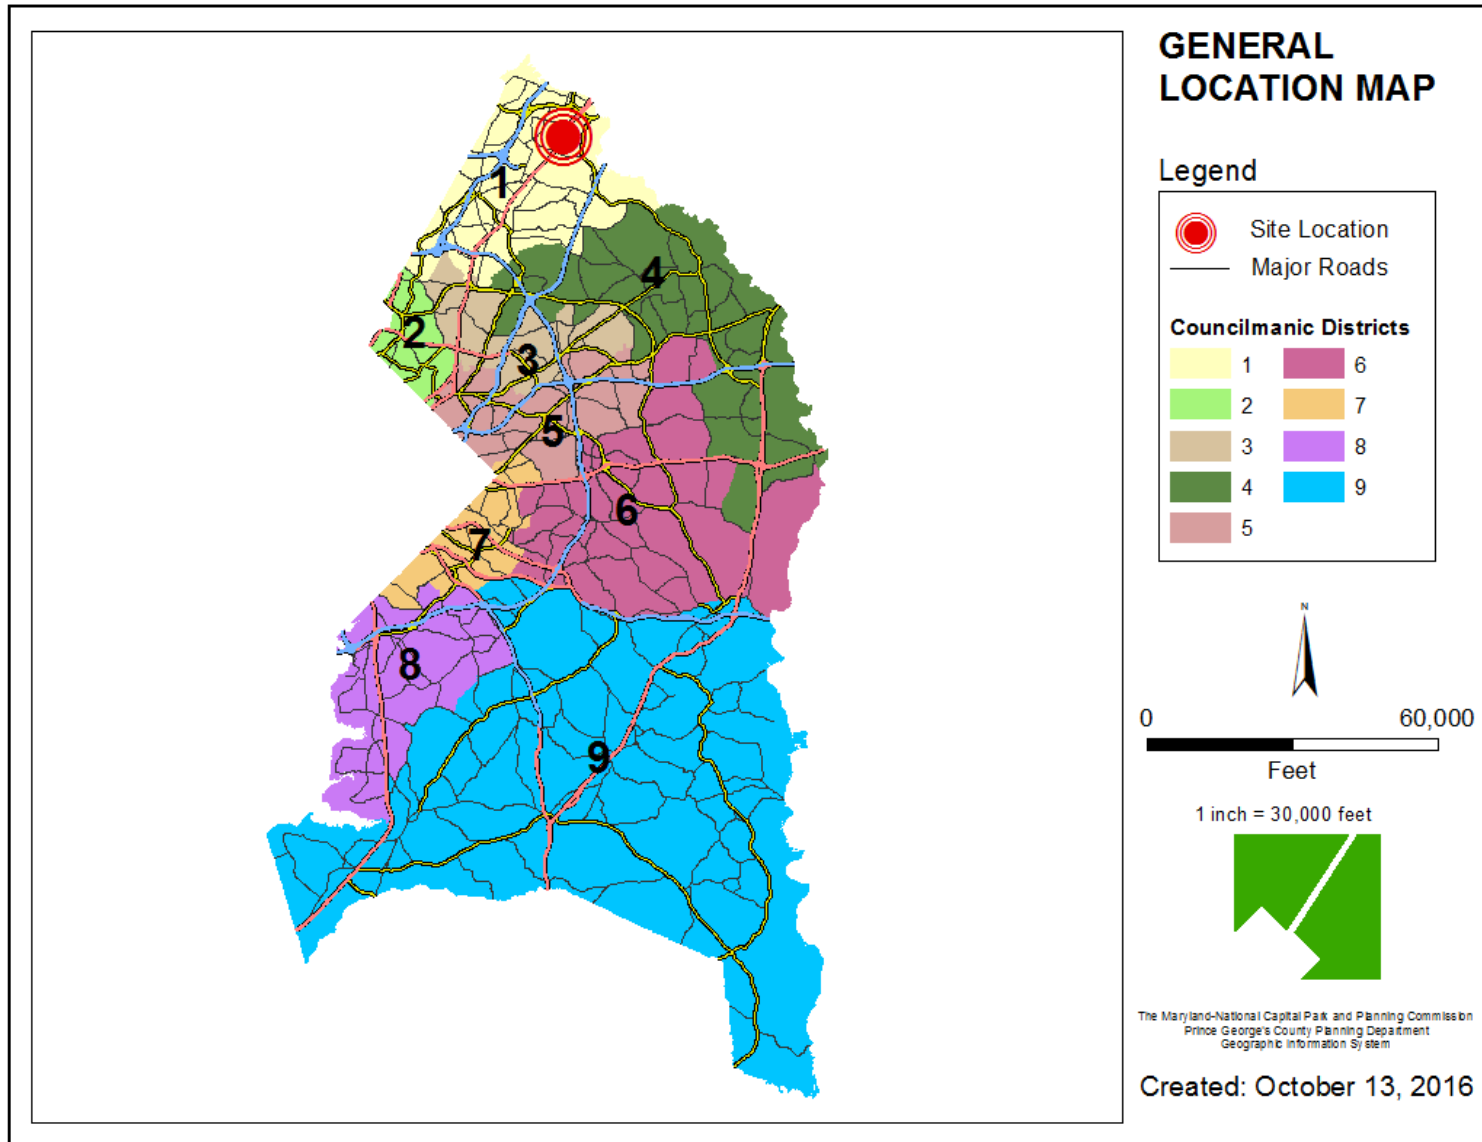 GENERAL
LOCATION MAP
Legend
Site Location
Major Roads
Councilmanic Districts
1 6
2 7
3 8
4 9
5
1
2
3
4
5
6
7
8
9
N
0 60,000
Feet
1 inch = 30,000 feet
The Maryland-National Capital Park and Planning Commission
Prince George's County Planning Department
Geographic Information System
Created: October 13, 2016